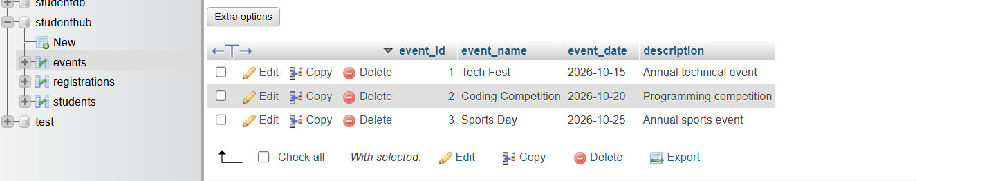 studentdb
studenthub
New
events
registrations
students
test
Extra options
event_id event_name event_date description
Edit Copy Delete 1 Tech Fest 2026-10-15 Annual technical event
Edit Copy Delete 2 Coding Competition 2026-10-20 Programming competition
Edit Copy Delete 3 Sports Day 2026-10-25 Annual sports event
Check all With selected: Edit Copy Delete Export